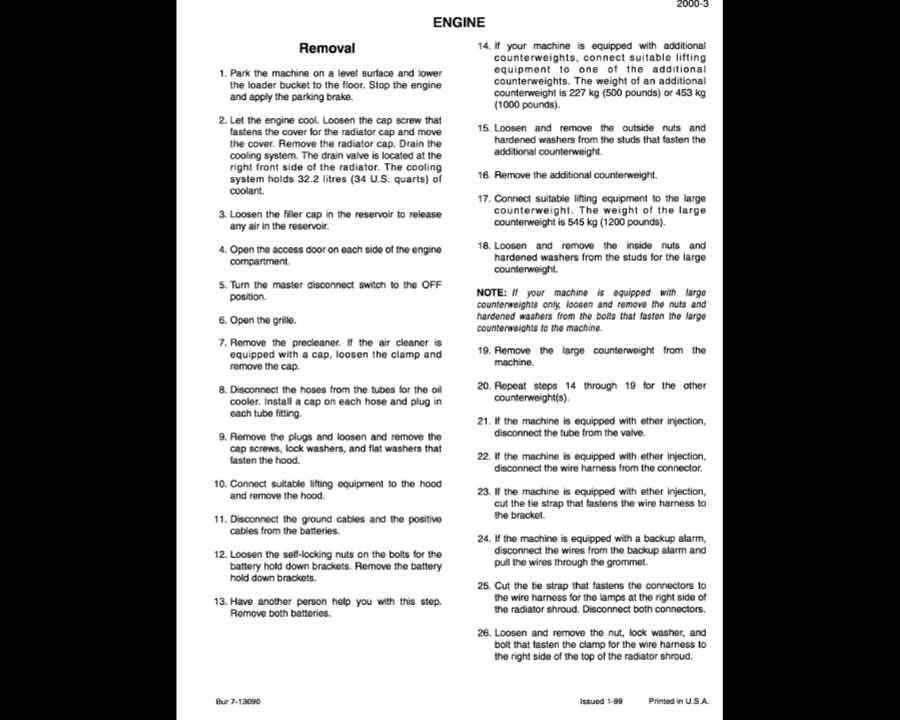 2000-3
ENGINE
Removal
1. Park the machine on a level surface and lower
the loader bucket to the floor. Stop the engine
and apply the parking brake.
2. Let the engine cool. Loosen the cap screw that
fastens the cover for the radiator cap and move
the cover. Remove the radiator cap. Drain the
cooling system. The drain valve is located at the
right front side of the radiator. The cooling
system holds 32.2 litres (34 U.S. quarts) of
coolant.
3. Loosen the filler cap in the reservoir to release
any air in the reservoir.
4. Open the access door on each side of the engine
compartment.
5. Turn the master disconnect switch to the OFF
position.
6. Open the grille.
7. Remove the precleaner. If the air cleaner is
equipped with a cap, loosen the clamp and
remove the cap.
8. Disconnect the hoses from the tubes for the oil
cooler. Install a cap on each hose and plug in
each tube fitting.
9. Remove the plugs and loosen and remove the
cap screws, lock washers, and flat washers that
fasten the hood.
10. Connect suitable lifting equipment to the hood
and remove the hood.
11. Disconnect the ground cables and the positive
cables from the batteries.
12. Loosen the self-locking nuts on the bolts for the
battery hold down brackets. Remove the battery
hold down brackets.
13. Have another person help you with this step.
Remove both batteries.
14. If your machine is equipped with additional
counterweights, connect suitable lifting
equipment to one of the additional
counterweights. The weight of an additional
counterweight is 227 kg (500 pounds) or 453 kg
(1000 pounds).
15. Loosen and remove the outside nuts and
hardened washers from the studs that fasten the
additional counterweight.
16. Remove the additional counterweight.
17. Connect suitable lifting equipment to the large
counterweight. The weight of the large
counterweight is 545 kg (1200 pounds).
18. Loosen and remove the inside nuts and
hardened washers from the studs for the large
counterweight.
NOTE: If your machine is equipped with large
counterweights only, loosen and remove the nuts and
hardened washers from the bolts that fasten the large
counterweights to the machine.
19. Remove the large counterweight from the
machine.
20. Repeat steps 14 through 19 for the other
counterweight(s).
21. If the machine is equipped with ether injection,
disconnect the tube from the valve.
22. If the machine is equipped with ether injection,
disconnect the wire harness from the connector.
23. If the machine is equipped with ether injection,
cut the tie strap that fastens the wire harness to
the bracket.
24. If the machine is equipped with a backup alarm,
disconnect the wires from the backup alarm and
pull the wires through the grommet.
25. Cut the tie strap that fastens the connectors to
the wire harness for the lamps at the right side of
the radiator shroud. Disconnect both connectors.
26. Loosen and remove the nut, lock washer, and
bolt that fasten the clamp for the wire harness to
the right side of the top of the radiator shroud.
Bur 7-13090
Issued 1-99
Printed in U.S.A.